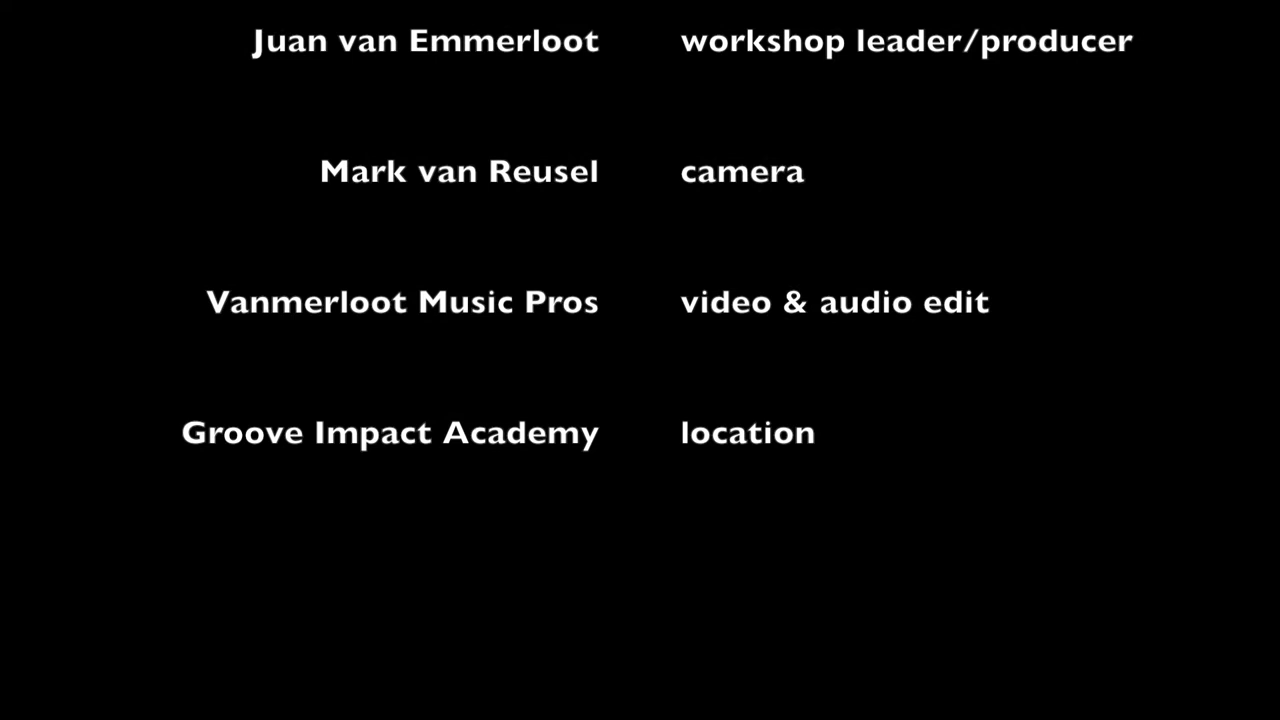 Juan van Emmerloot workshop leader/producer
Mark van Reusel camera
Vanmerloot Music Pros video & audio edit
Groove Impact Academy location